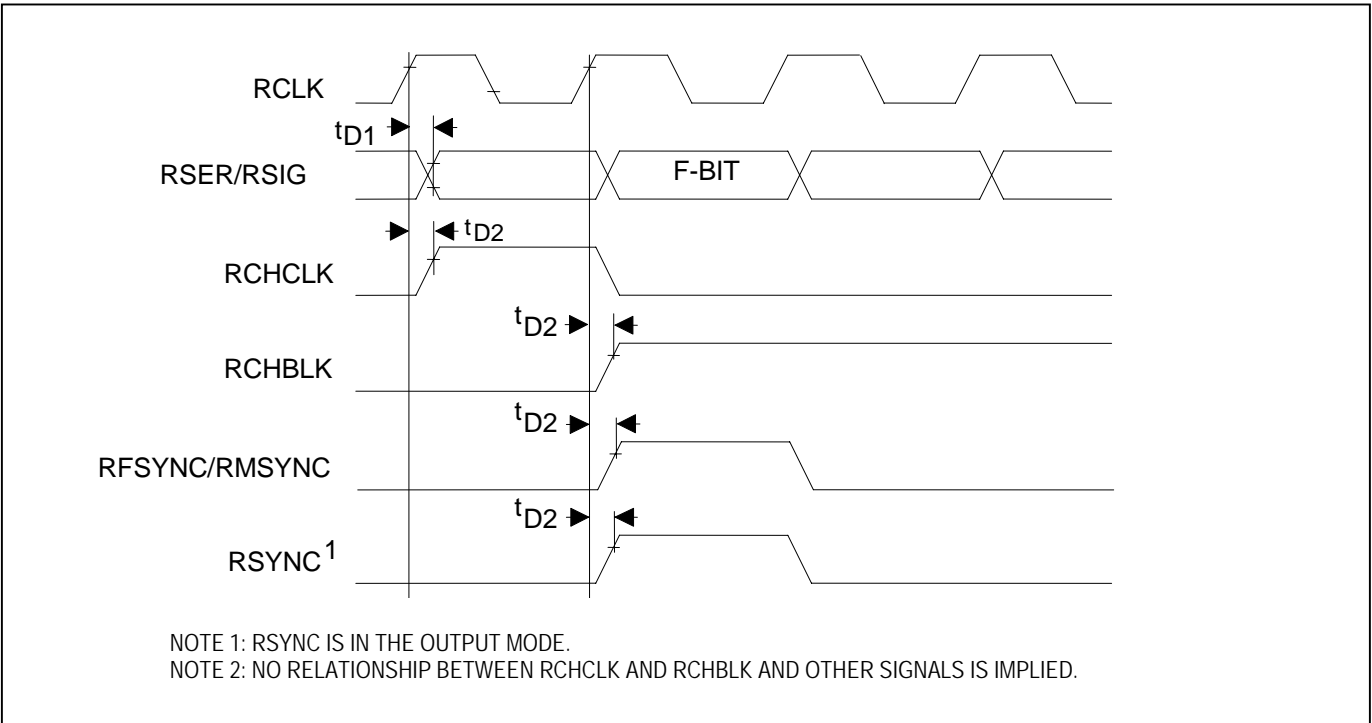 RCLK
tD1
RSER/RSIG
F-BIT
tD2
RCHCLK
tD2
RCHBLK
tD2
RFSYNC/RMSYNC
tD2
RSYNC1
NOTE 1: RSYNC IS IN THE OUTPUT MODE.
NOTE 2: NO RELATIONSHIP BETWEEN RCHCLK AND RCHBLK AND OTHER SIGNALS IS IMPLIED.